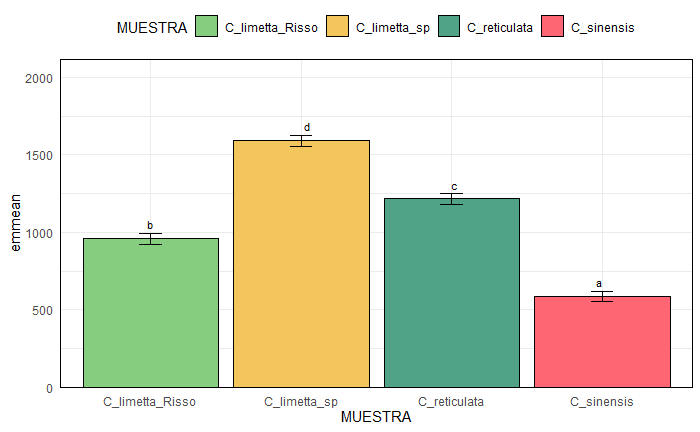 MUESTRA C_limetta_Risso C_limetta_sp C_reticulata C_sinensis
2000
1500
1000
500
0
emmean
b
d
c
a
C_limetta_Risso C_limetta_sp C_reticulata C_sinensis
MUESTRA